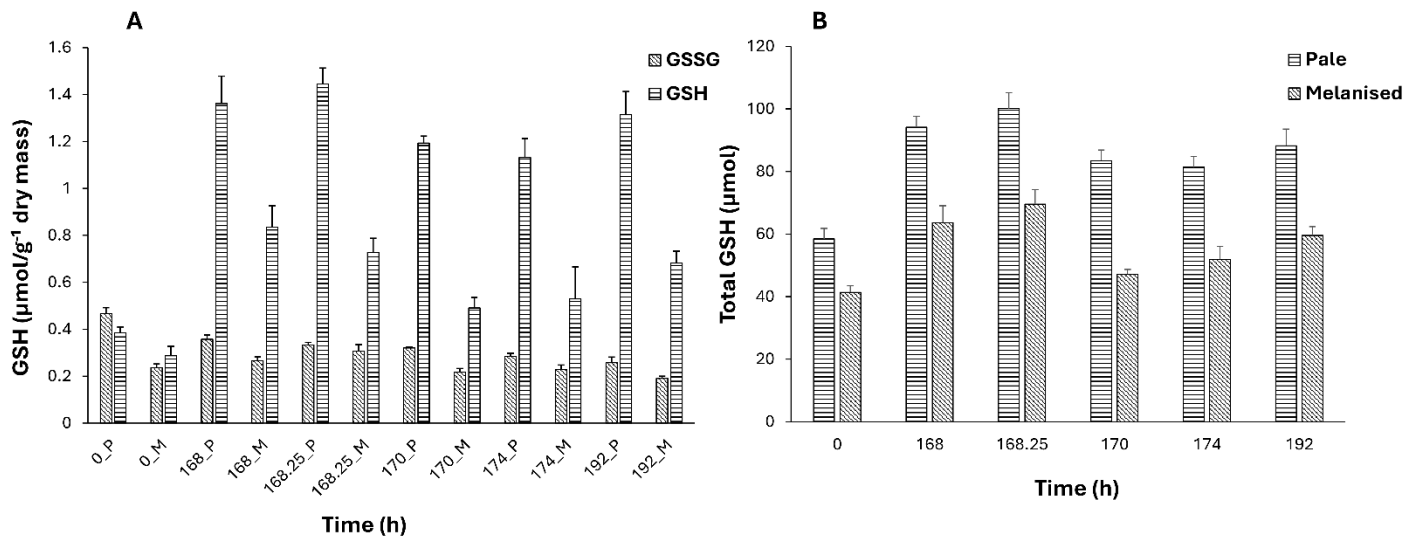 A
GSH (µmol/g⁻¹ dry mass)
1.6
1.4
1.2
1
0.8
0.6
0.4
0.2
0
GSSG
GSH
0_P
0_M
168_P
168_M
168.25_P
168.25_M
170_P
170_M
174_P
174_M
192_P
192_M
Time (h)
B
Total GSH (µmol)
120
100
80
60
40
20
0
Pale
Melanised
0
168
168.25
170
174
192
Time (h)